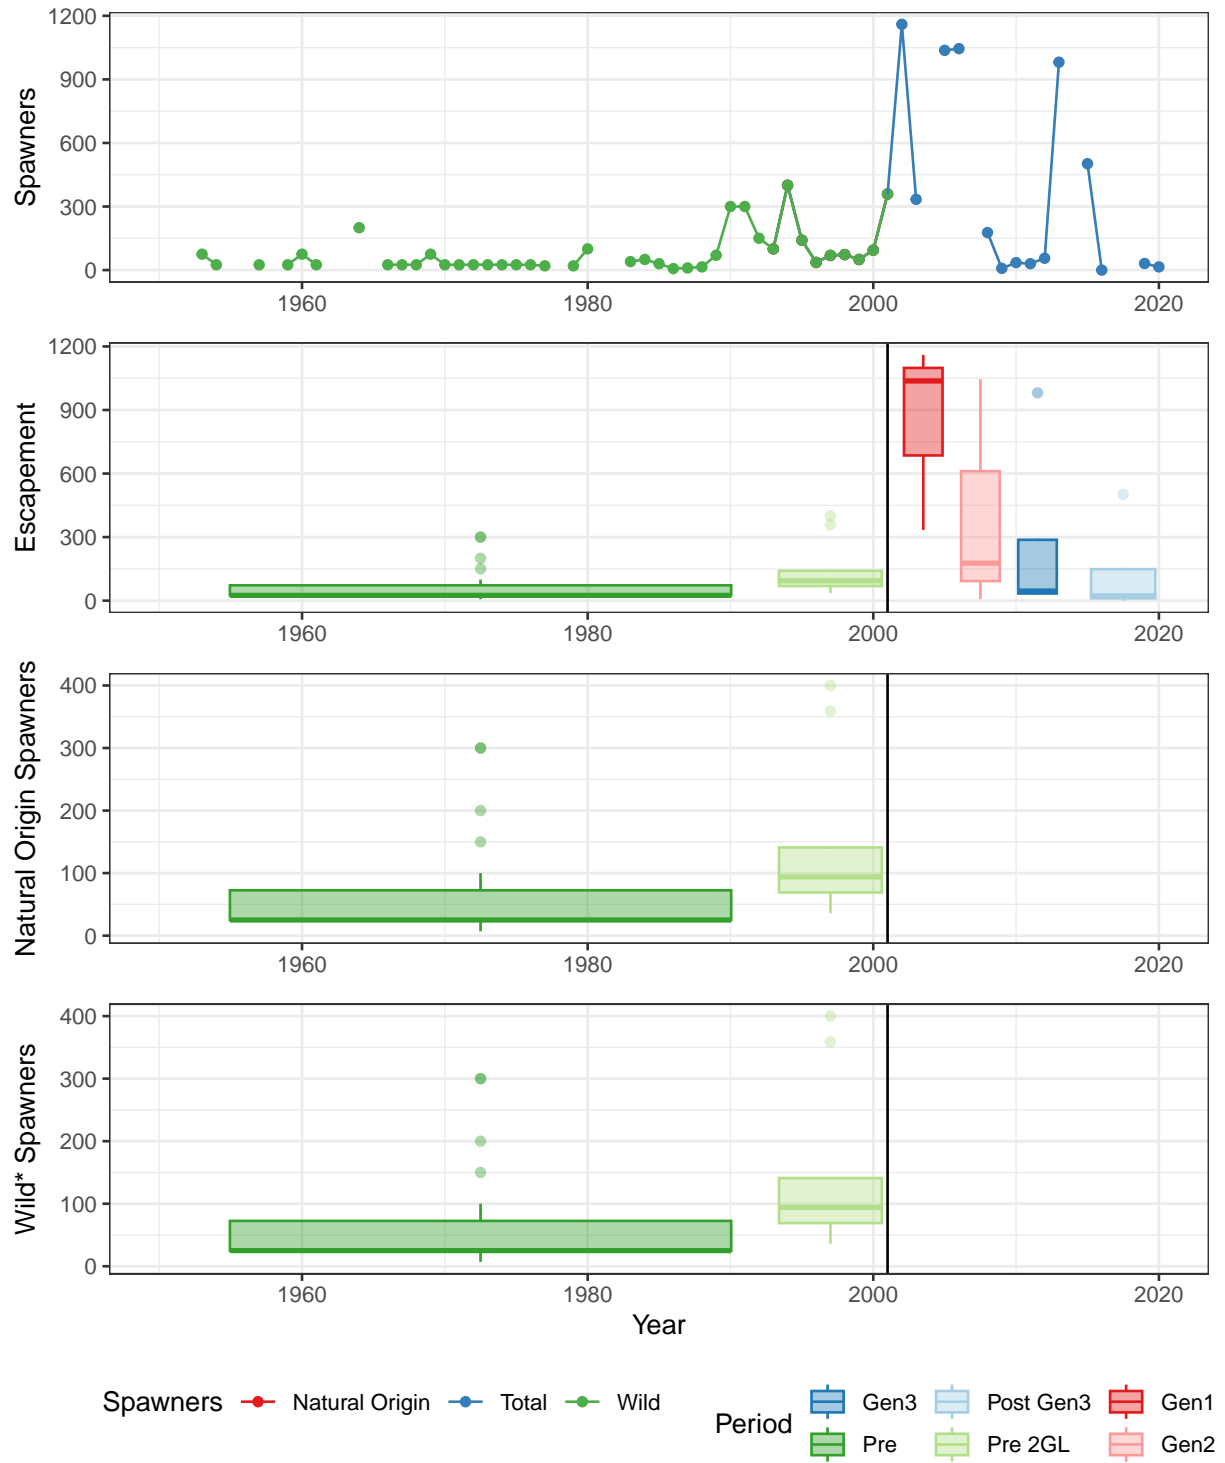 Spawners
1200
900
600
300
0
1960 1980 2000 2020
Escapement
1200
900
600
300
0
1960 1980 2000 2020
Natural Origin Spawners
400
300
200
100
0
1960 1980 2000 2020
Wild* Spawners
400
300
200
100
0
1960 1980 2000 2020
Year
Spawners Natural Origin Total Wild
Period Gen3 Post Gen3 Gen1
Pre Pre 2GL Gen2